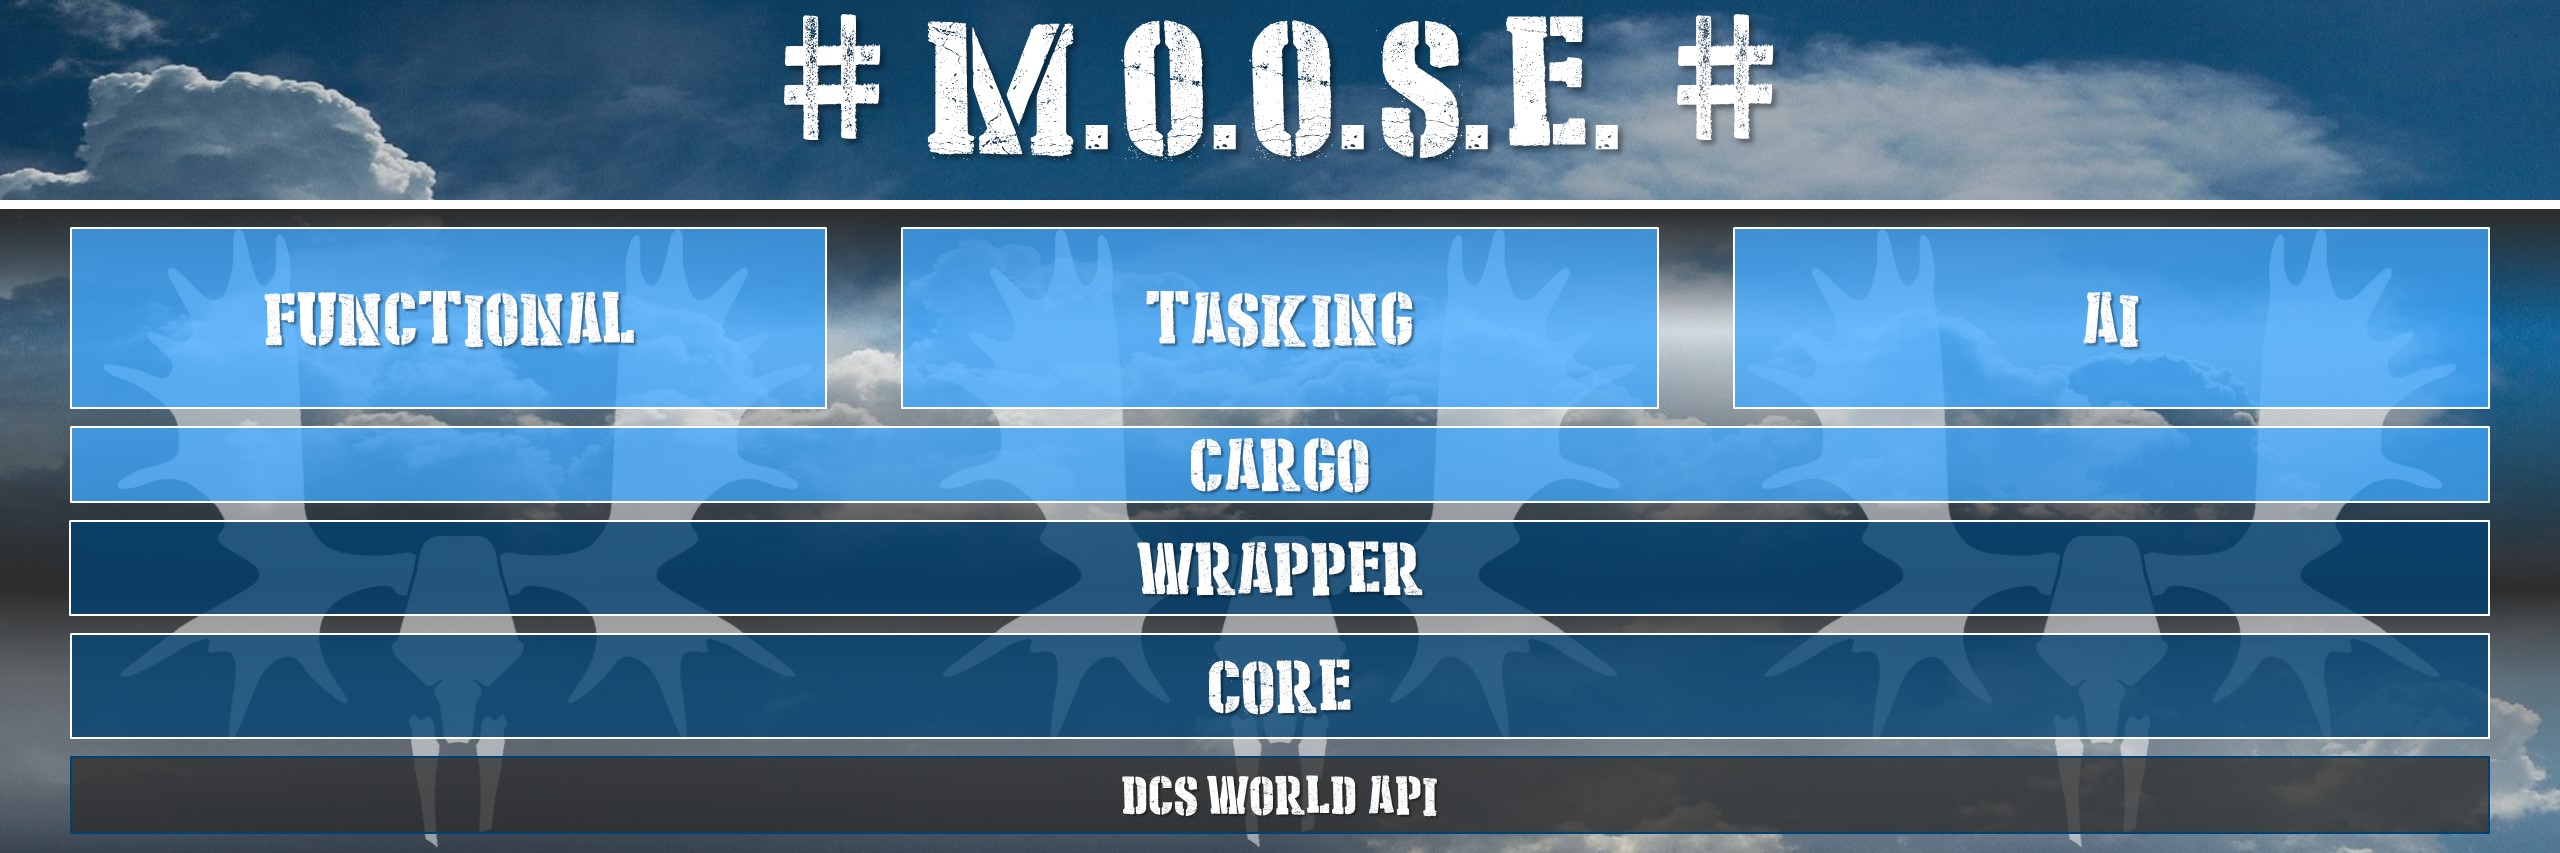 # M.O.O.S.E. #
FUNCTIONAL TASKING AI
CARGO
WRAPPER
CORE
DCS WORLD API